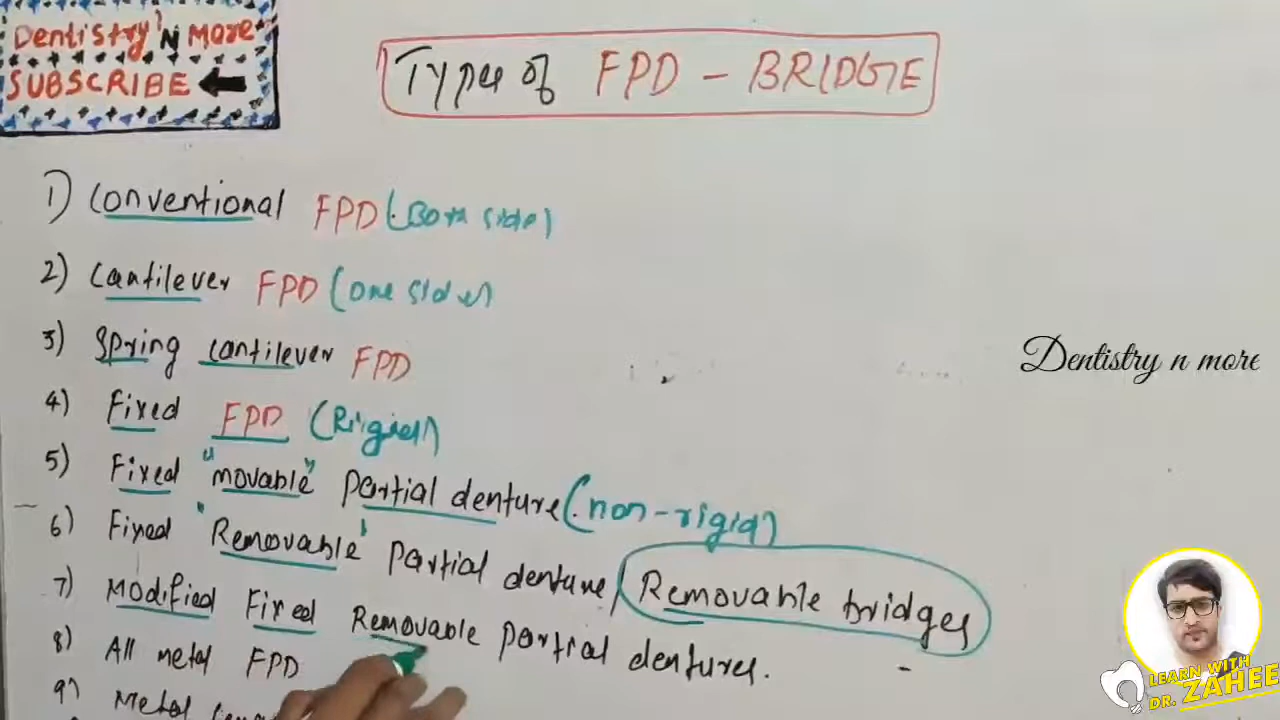 Dentistry 'N More
SUBSCRIBE
Types of FPD - BRIDGE
1) Conventional FPD (Both side)
2) Cantilever FPD (one side)
3) Spring cantilever FPD
4) Fixed FPD (Rigid)
5) Fixed "movable" partial denture (non-rigid)
6) Fixed "Removable" partial denture / Removable bridges
7) Modified Fixed Removable partial dentures.
8) All metal FPD
9) Metal
Dentistry n more
LEARN WITH
DR. ZAHEE